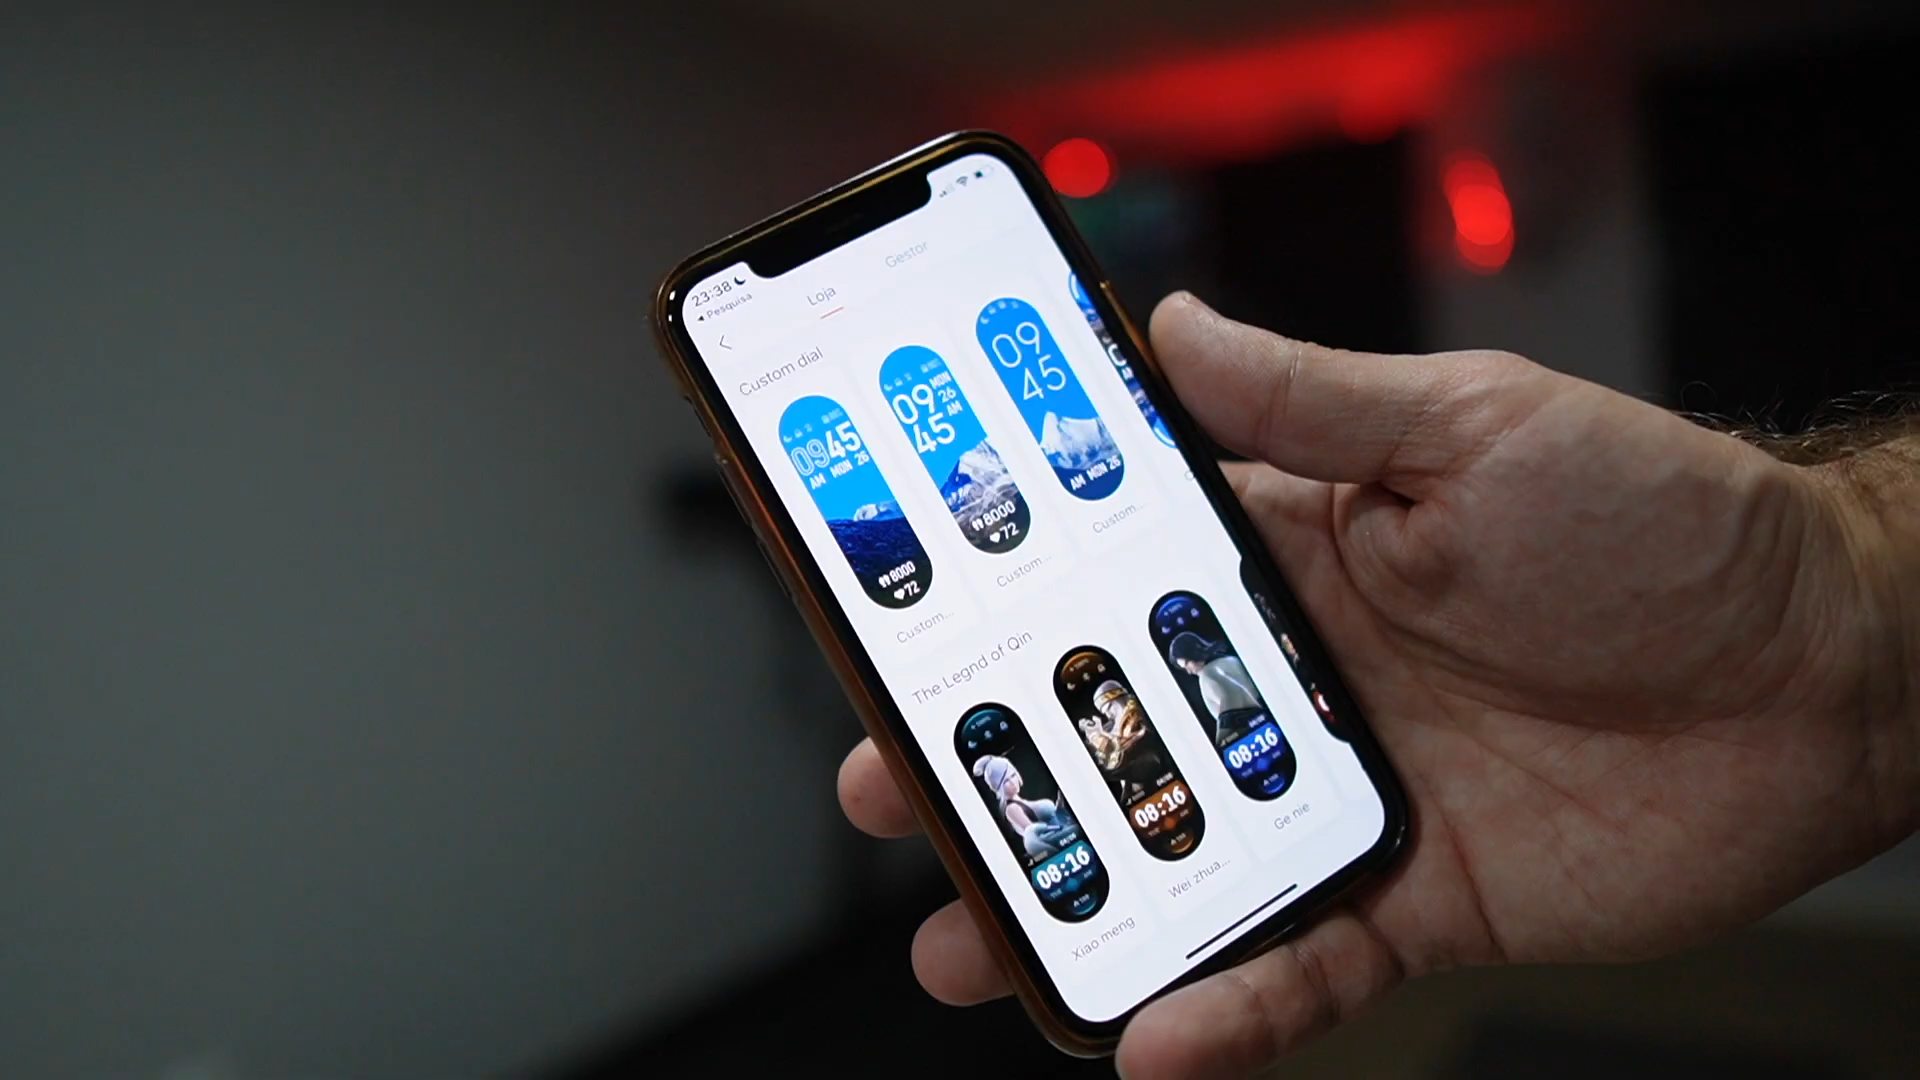 23:38
◂ Pesquisa
Loja
Gestor
Custom dial
0945
AM MON 26
8000
72
Custom...
09 MON
26
45 AM
8000
72
Custom...
09
45
AM MON 26
Custom...
The Legnd of Qin
08:16
Xiao meng
08:16
Wei zhua...
08:16
Ge nie